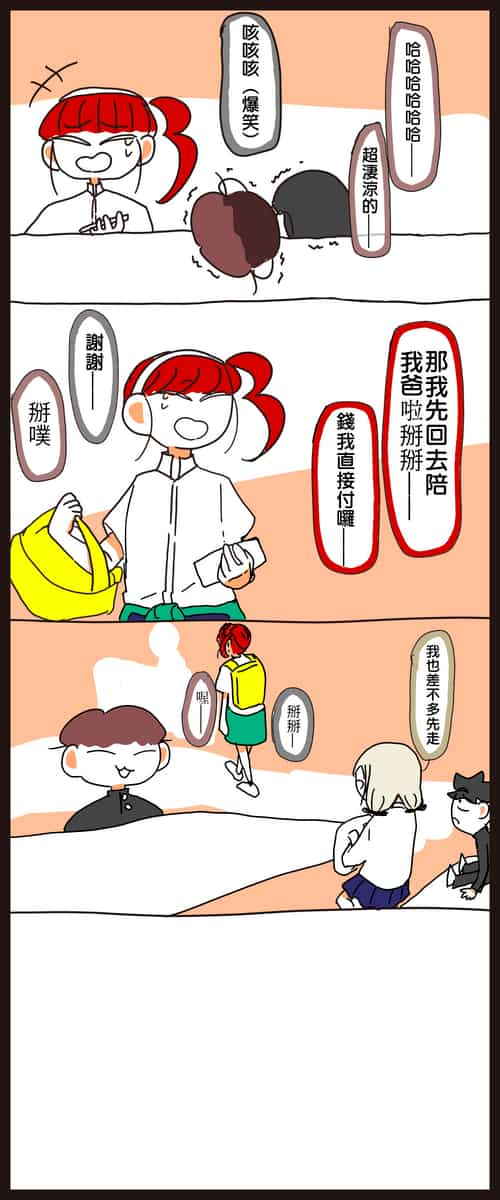 哈哈哈哈哈哈──
超淒涼的──
咳咳咳（爆笑）
那我先回去陪
我爸啦掰掰──
錢我直接付囉──
謝謝──
掰噗
我也差不多先走
掰掰──
喔──